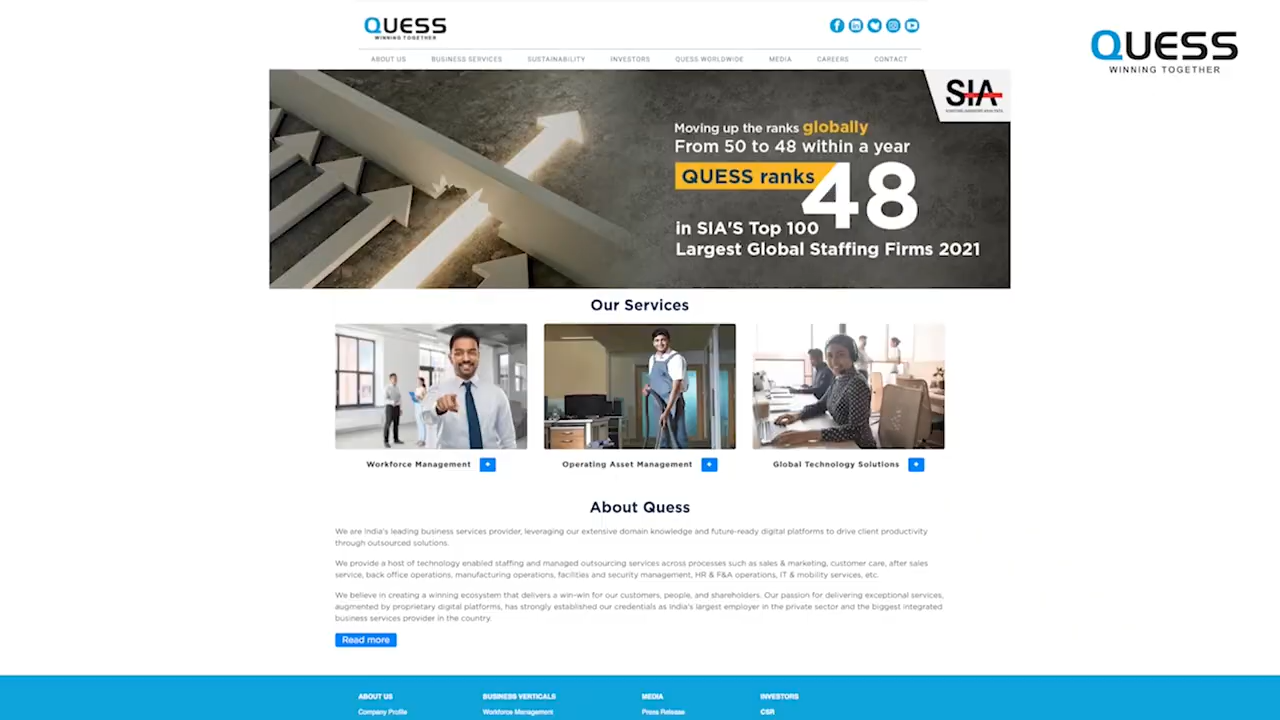 QUESS
WINNING TOGETHER
QUESS
WINNING TOGETHER
ABOUT US BUSINESS SERVICES SUSTAINABILITY INVESTORS QUESS WORLDWIDE MEDIA CAREERS CONTACT
SIA
Moving up the ranks globally
From 50 to 48 within a year
QUESS ranks 48
in SIA'S Top 100
Largest Global Staffing Firms 2021
Our Services
Workforce Management
Operating Asset Management
Global Technology Solutions
About Quess
We are India's leading business services provider, leveraging our extensive domain knowledge and future-ready digital platforms to drive client productivity
through outsourced solutions.
We provide a host of technology enabled staffing and managed outsourcing services across processes such as sales & marketing, customer care, after sales
service, back office operations, manufacturing operations, facilities and security management, HR & F&A operations, IT & mobility services, etc.
We believe in creating a winning ecosystem that delivers a win-win for our customers, people, and shareholders. Our passion for delivering exceptional services,
augmented by proprietary digital platforms, has strongly established our credentials as India's largest employer in the private sector and the biggest integrated
business services provider in the country.
Read more
ABOUT US BUSINESS VERTICALS MEDIA INVESTORS
Company Profile Workforce Management Press Release CSR